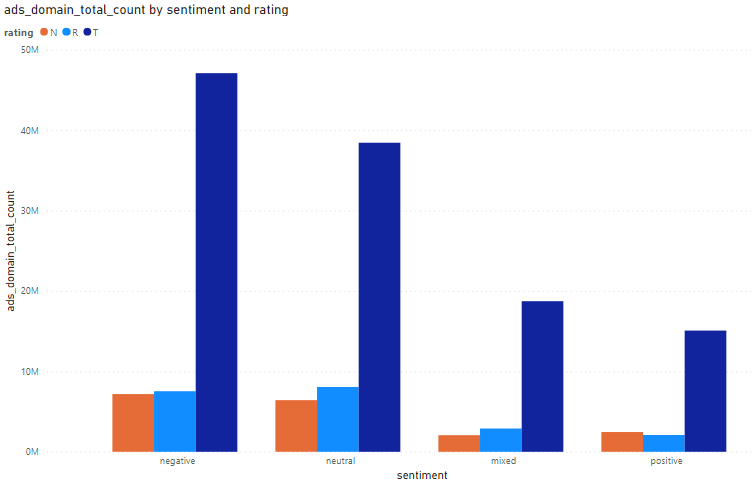 ads_domain_total_count by sentiment and rating
rating N R T
50M
40M
30M
20M
10M
0M
ads_domain_total_count
negative neutral mixed positive
sentiment